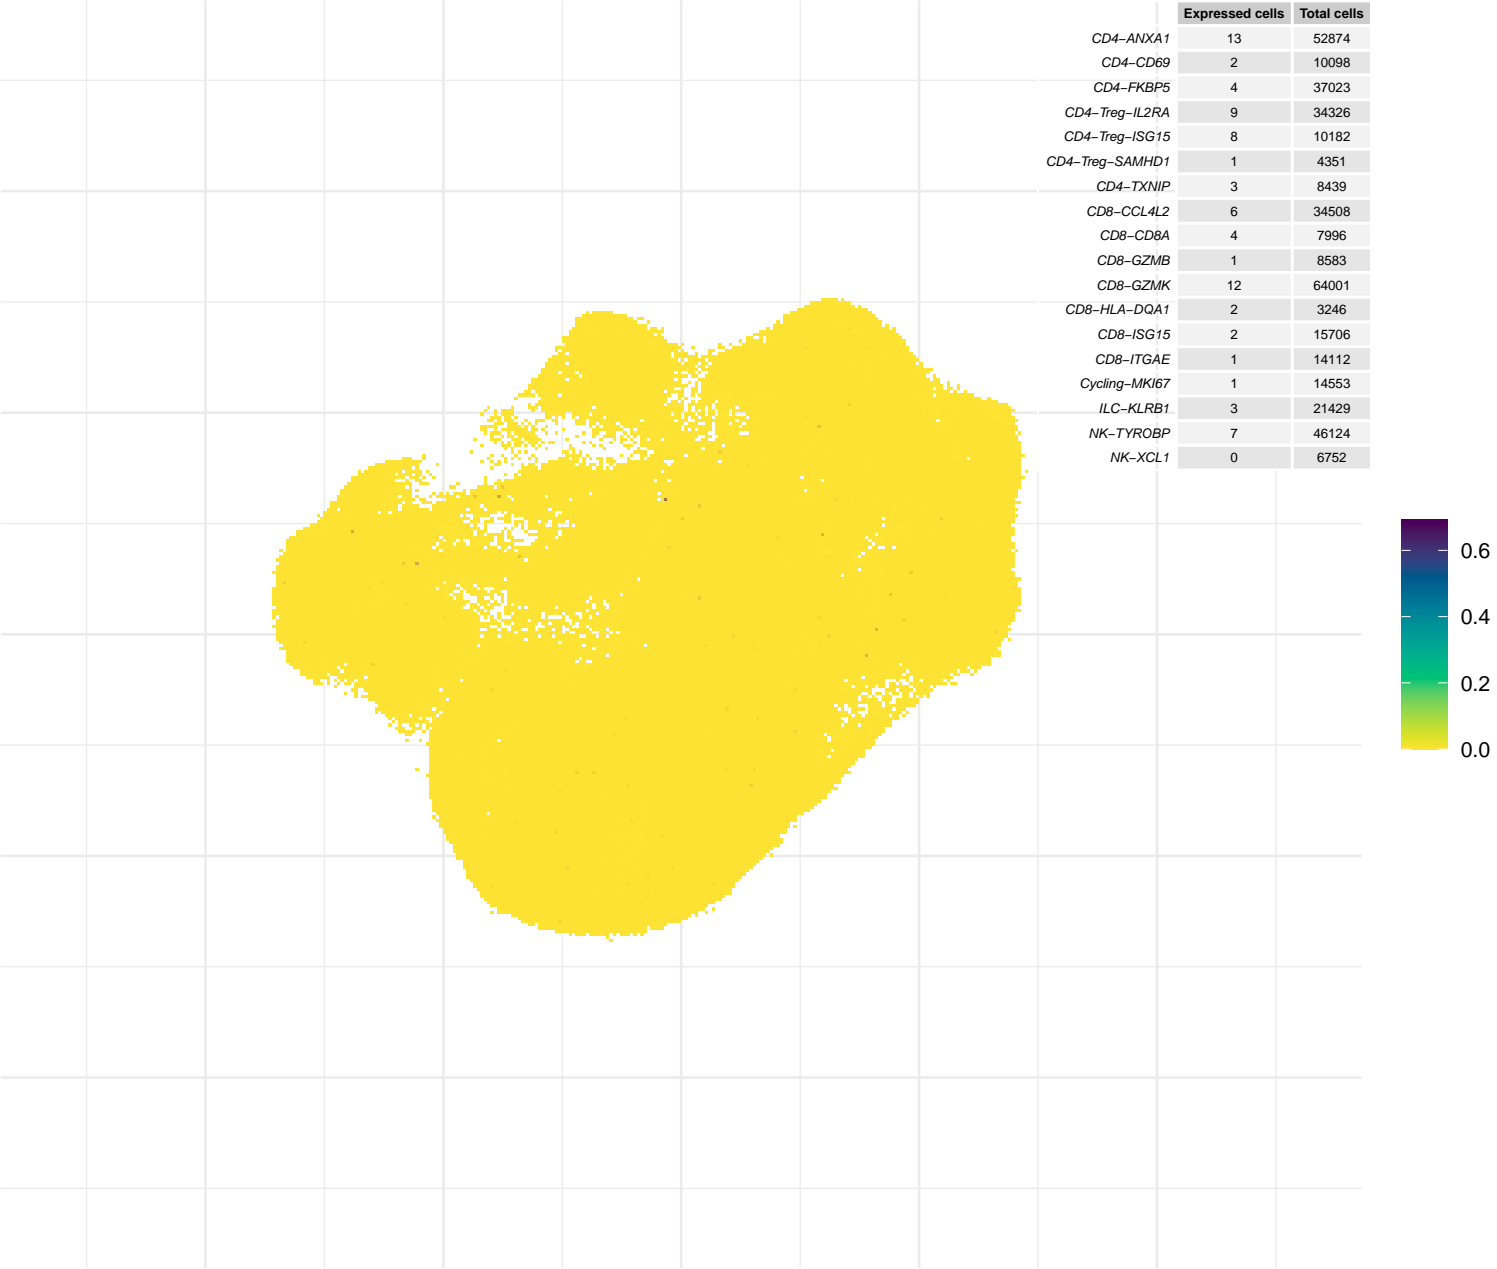 Expressed cells Total cells
CD4−ANXA1 13 52874
CD4−CD69 2 10098
CD4−FKBP5 4 37023
CD4−Treg−IL2RA 9 34326
CD4−Treg−ISG15 8 10182
CD4−Treg−SAMHD1 1 4351
CD4−TXNIP 3 8439
CD8−CCL4L2 6 34508
CD8−CD8A 4 7996
CD8−GZMB 1 8583
CD8−GZMK 12 64001
CD8−HLA−DQA1 2 3246
CD8−ISG15 2 15706
CD8−ITGAE 1 14112
Cycling−MKI67 1 14553
ILC−KLRB1 3 21429
NK−TYROBP 7 46124
NK−XCL1 0 6752
0.6
0.4
0.2
0.0